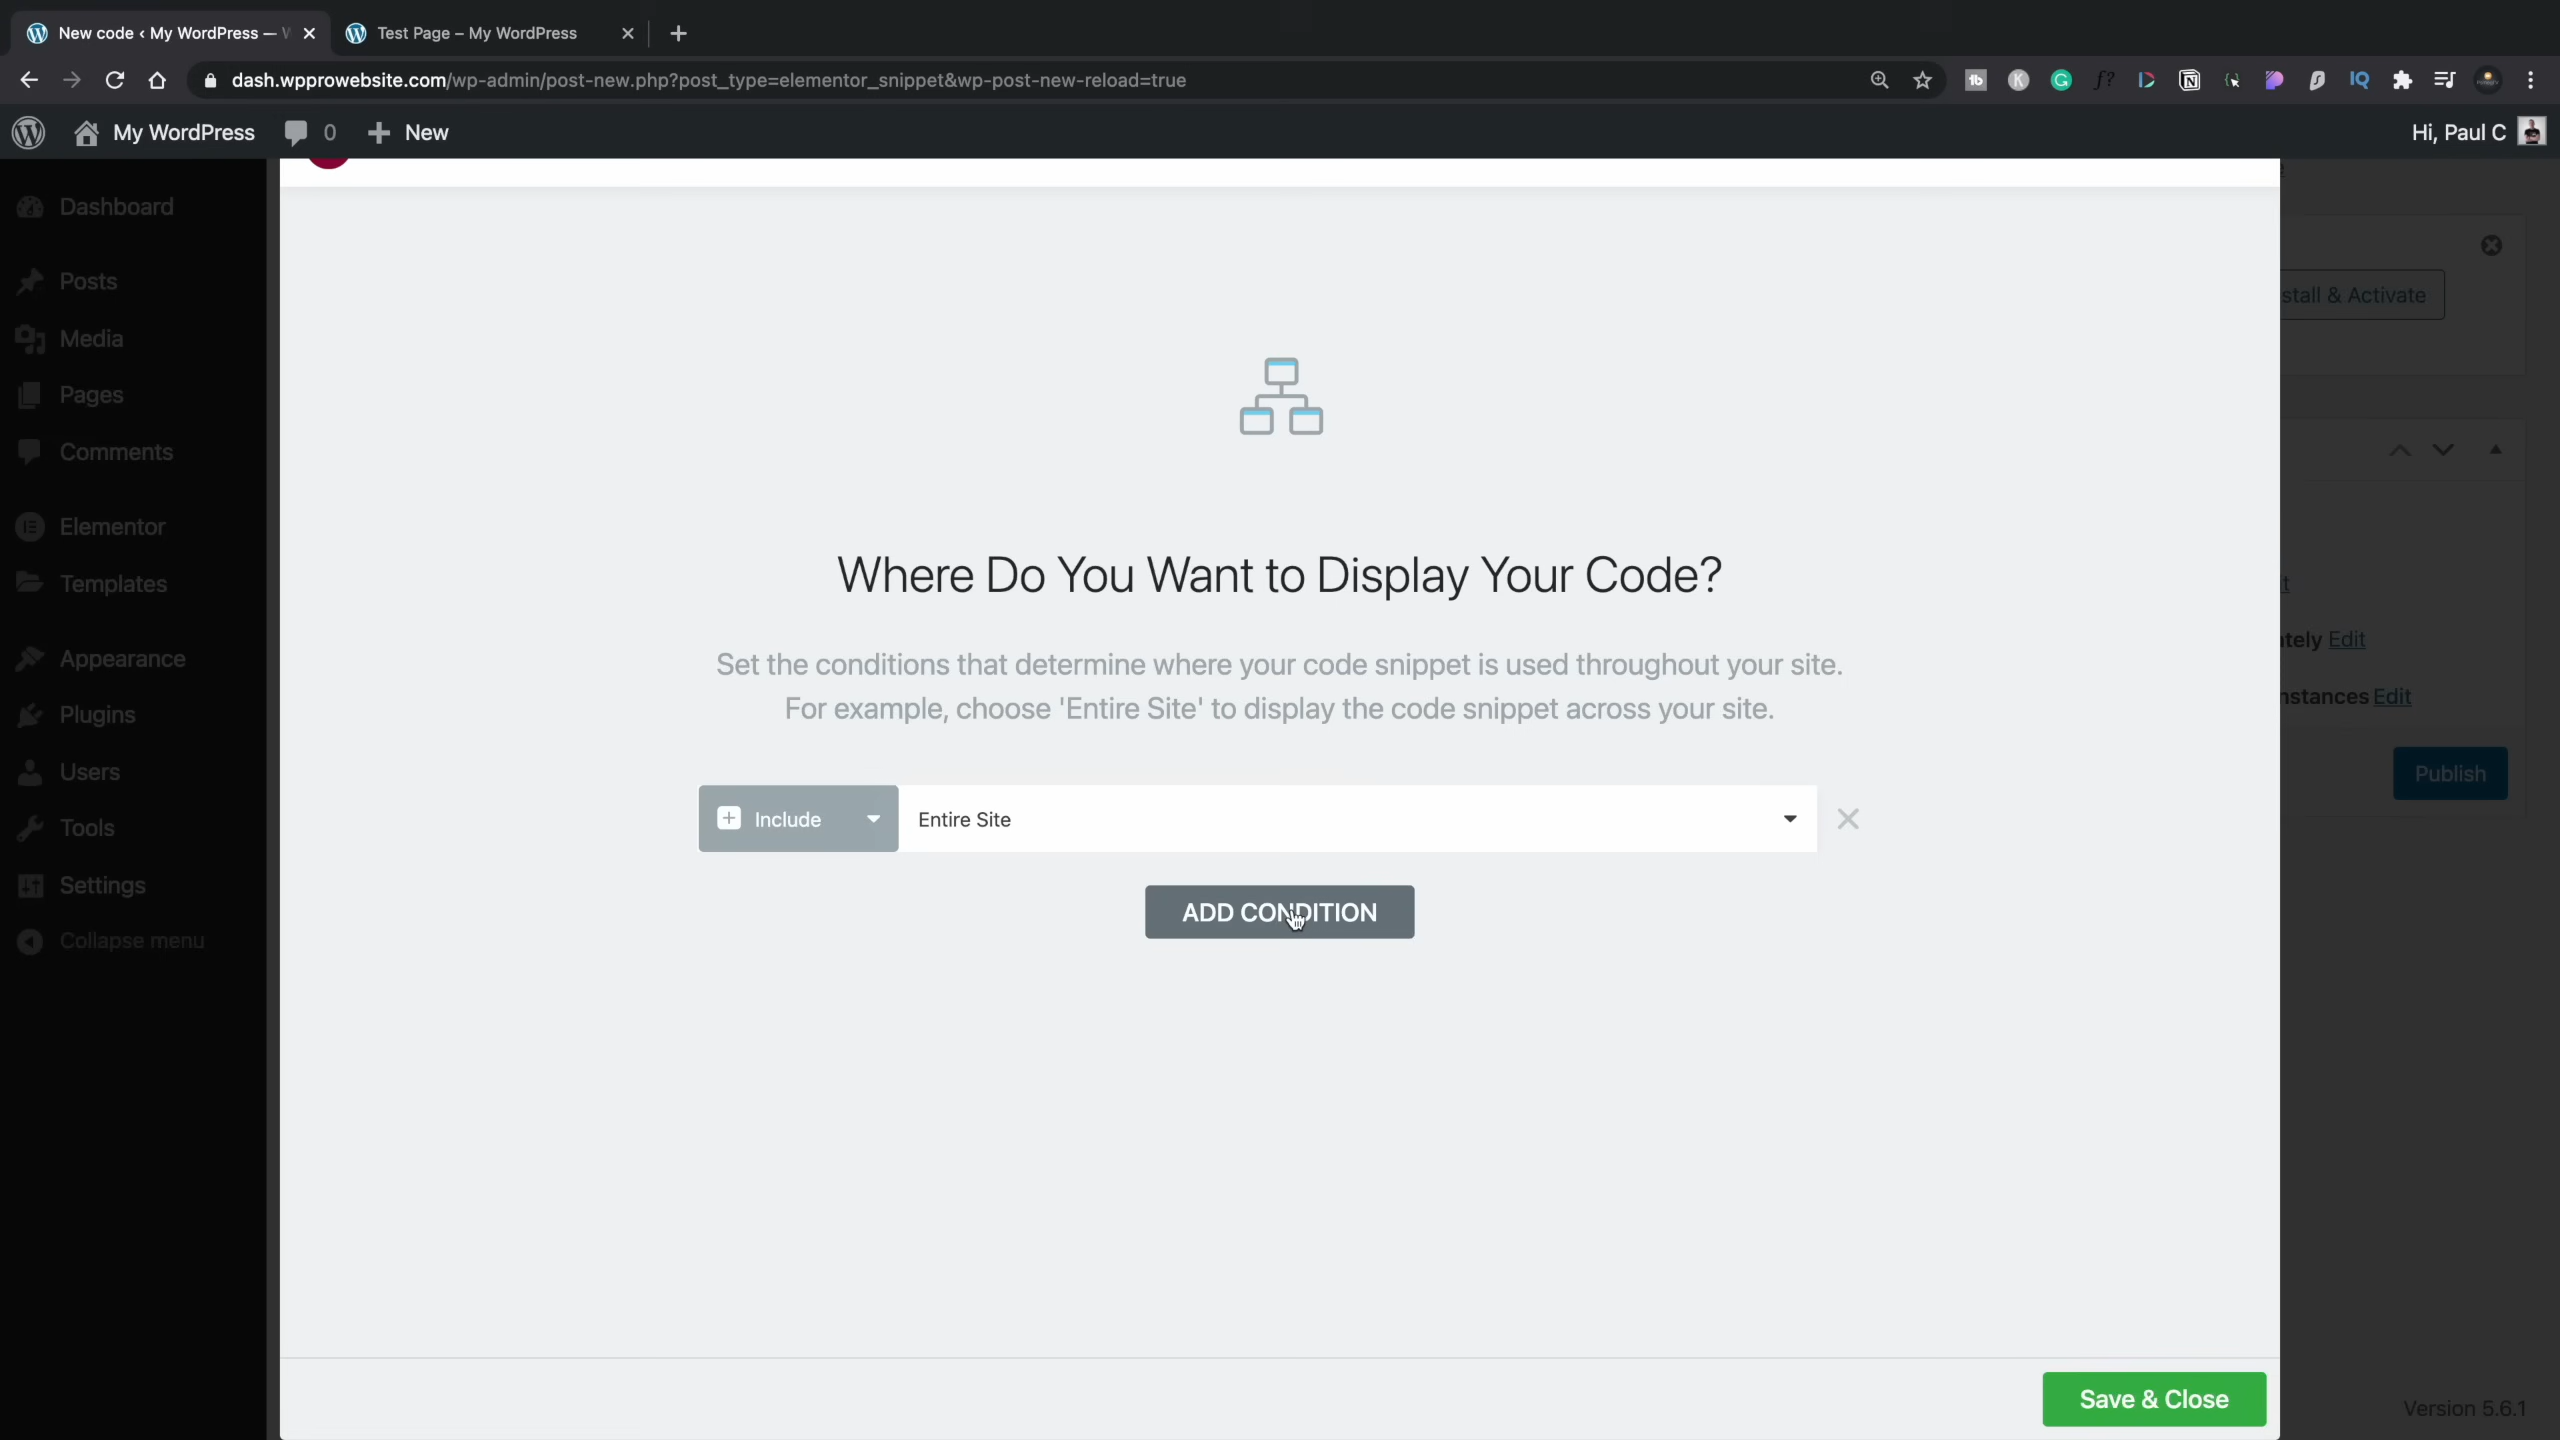 New code ‹ My WordPress —
Test Page – My WordPress
dash.wpprowebsite.com/wp-admin/post-new.php?post_type=elementor_snippet&wp-post-new-reload=true
My WordPress
0
New
Hi, Paul C
Dashboard
Posts
Media
Pages
Comments
Elementor
Templates
Appearance
Plugins
Users
Tools
Settings
Collapse menu
stall & Activate
Where Do You Want to Display Your Code?
Set the conditions that determine where your code snippet is used throughout your site.
For example, choose 'Entire Site' to display the code snippet across your site.
tely Edit
nstances Edit
Publish
Include
Entire Site
ADD CONDITION
Save & Close
Version 5.6.1